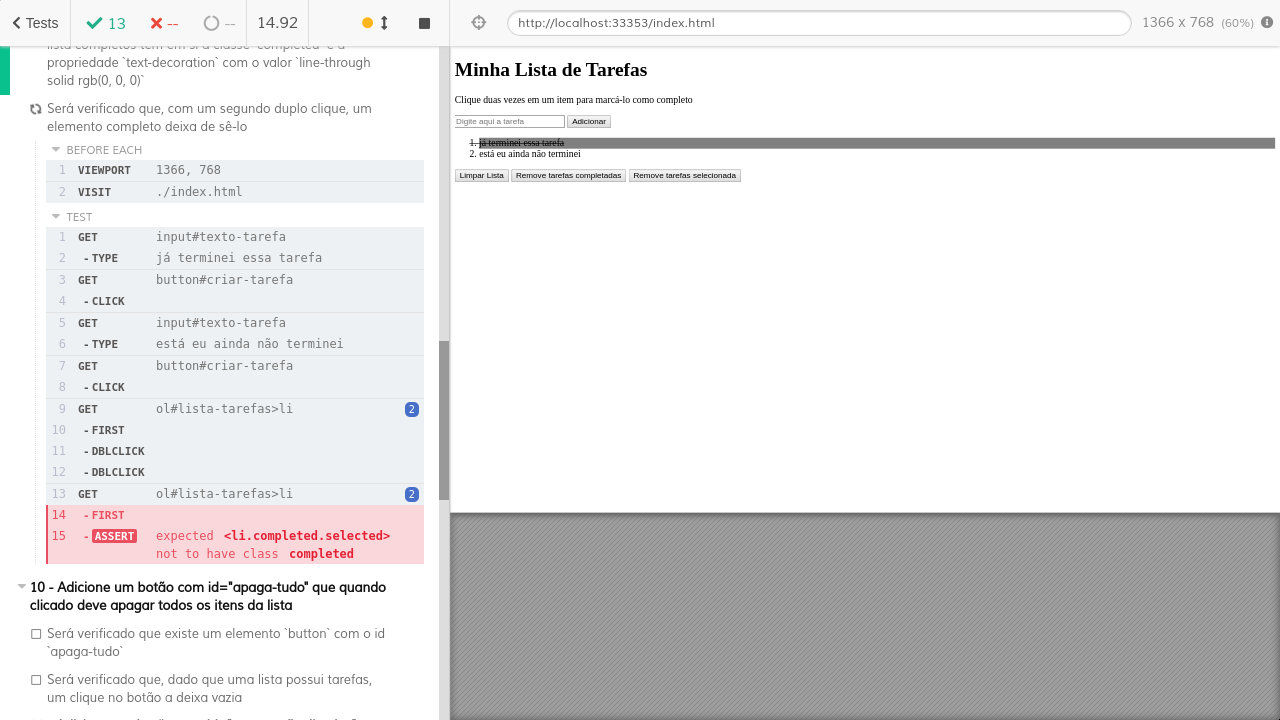 Tests
13
--
--
14.92
http://localhost:33353/index.html
1366 x 768 (60%)
lista completos tem em si a classe `completed` e a
propriedade `text-decoration` com o valor `line-through
solid rgb(0, 0, 0)`
Será verificado que, com um segundo duplo clique, um
elemento completo deixa de sê-lo
BEFORE EACH
1 VIEWPORT 1366, 768
2 VISIT ./index.html
TEST
1 GET input#texto-tarefa
2 -TYPE já terminei essa tarefa
3 GET button#criar-tarefa
4 -CLICK
5 GET input#texto-tarefa
6 -TYPE está eu ainda não terminei
7 GET button#criar-tarefa
8 -CLICK
9 GET ol#lista-tarefas>li 2
10 -FIRST
11 -DBLCLICK
12 -DBLCLICK
13 GET ol#lista-tarefas>li 2
14 -FIRST
15 -ASSERT expected <li.completed.selected>
not to have class completed
10 - Adicione um botão com id="apaga-tudo" que quando
clicado deve apagar todos os itens da lista
Será verificado que existe um elemento `button` com o id
`apaga-tudo`
Será verificado que, dado que uma lista possui tarefas,
um clique no botão a deixa vazia
Minha Lista de Tarefas
Clique duas vezes em um item para marcá-lo como completo
Digite aqui a tarefa Adicionar
1. já terminei essa tarefa
2. está eu ainda não terminei
Limpar Lista Remove tarefas completadas Remove tarefas selecionada